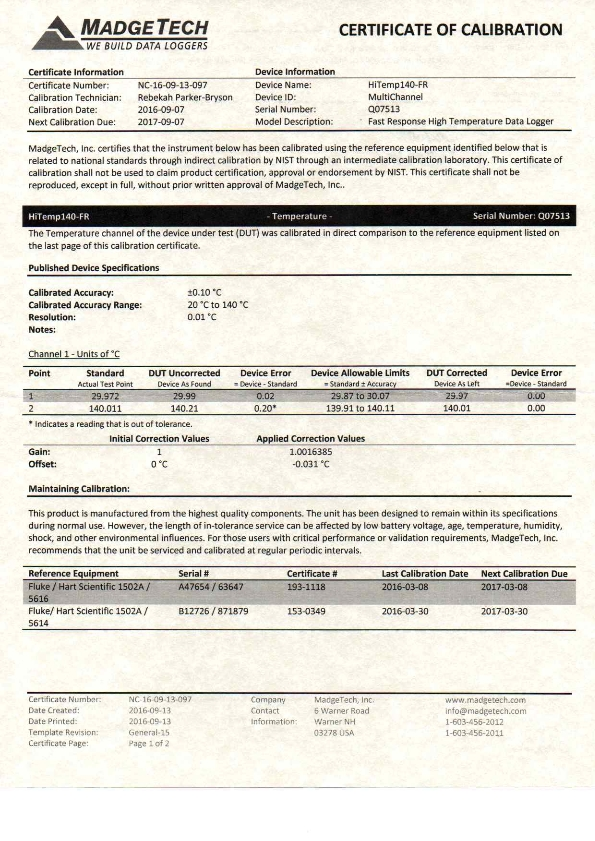 MADGETECH
WE BUILD DATA LOGGERS
CERTIFICATE OF CALIBRATION
Certificate Information Device Information
Certificate Number: NC-16-09-13-097 Device Name: HiTemp140-FR
Calibration Technician: Rebekah Parker-Bryson Device ID: MultiChannel
Calibration Date: 2016-09-07 Serial Number: Q07513
Next Calibration Due: 2017-09-07 Model Description: Fast Response High Temperature Data Logger
MadgeTech, Inc. certifies that the instrument below has been calibrated using the reference equipment identified below that is
related to national standards through indirect calibration by NIST through an intermediate calibration laboratory. This certificate of
calibration shall not be used to claim product certification, approval or endorsement by NIST. This certificate shall not be
reproduced, except in full, without prior written approval of MadgeTech, Inc..
HiTemp140-FR - Temperature - Serial Number: Q07513
The Temperature channel of the device under test (DUT) was calibrated in direct comparison to the reference equipment listed on
the last page of this calibration certificate.
Published Device Specifications
Calibrated Accuracy: ±0.10 °C
Calibrated Accuracy Range: 20 °C to 140 °C
Resolution: 0.01 °C
Notes:
Channel 1 - Units of °C
Point Standard DUT Uncorrected Device Error Device Allowable Limits DUT Corrected Device Error
Actual Test Point Device As Found = Device - Standard = Standard ± Accuracy Device As Left =Device - Standard
1 29.972 29.99 0.02 29.87 to 30.07 29.97 0.00
2 140.011 140.21 0.20* 139.91 to 140.11 140.01 0.00
* Indicates a reading that is out of tolerance.
Initial Correction Values Applied Correction Values
Gain: 1 1.0016385
Offset: 0 °C -0.031 °C
Maintaining Calibration:
This product is manufactured from the highest quality components. The unit has been designed to remain within its specifications
during normal use. However, the length of in-tolerance service can be affected by low battery voltage, age, temperature, humidity,
shock, and other environmental influences. For those users with critical performance or validation requirements, MadgeTech, Inc.
recommends that the unit be serviced and calibrated at regular periodic intervals.
Reference Equipment Serial # Certificate # Last Calibration Date Next Calibration Due
Fluke / Hart Scientific 1502A / A47654 / 63647 193-1118 2016-03-08 2017-03-08
5616
Fluke/ Hart Scientific 1502A / B12726 / 871879 153-0349 2016-03-30 2017-03-30
5614
Certificate Number: NC-16-09-13-097 Company MadgeTech, Inc. www.madgetech.com
Date Created: 2016-09-13 Contact 6 Warner Road info@madgetech.com
Date Printed: 2016-09-13 Information: Warner NH 1-603-456-2012
Template Revision: General-15 03278 USA 1-603-456-2011
Certificate Page: Page 1 of 2